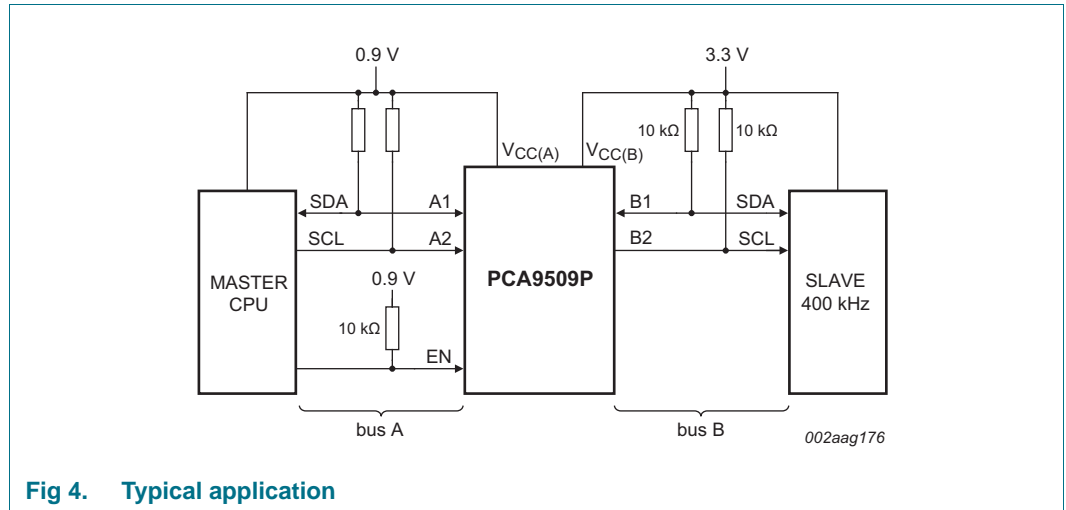 0.9 V
3.3 V
10 kΩ
10 kΩ
VCC(A)
VCC(B)
SDA
A1
B1
SDA
SCL
A2
B2
SCL
MASTER
CPU
0.9 V
PCA9509P
SLAVE
400 kHz
10 kΩ
EN
bus A
bus B
002aag176
Fig 4. Typical application